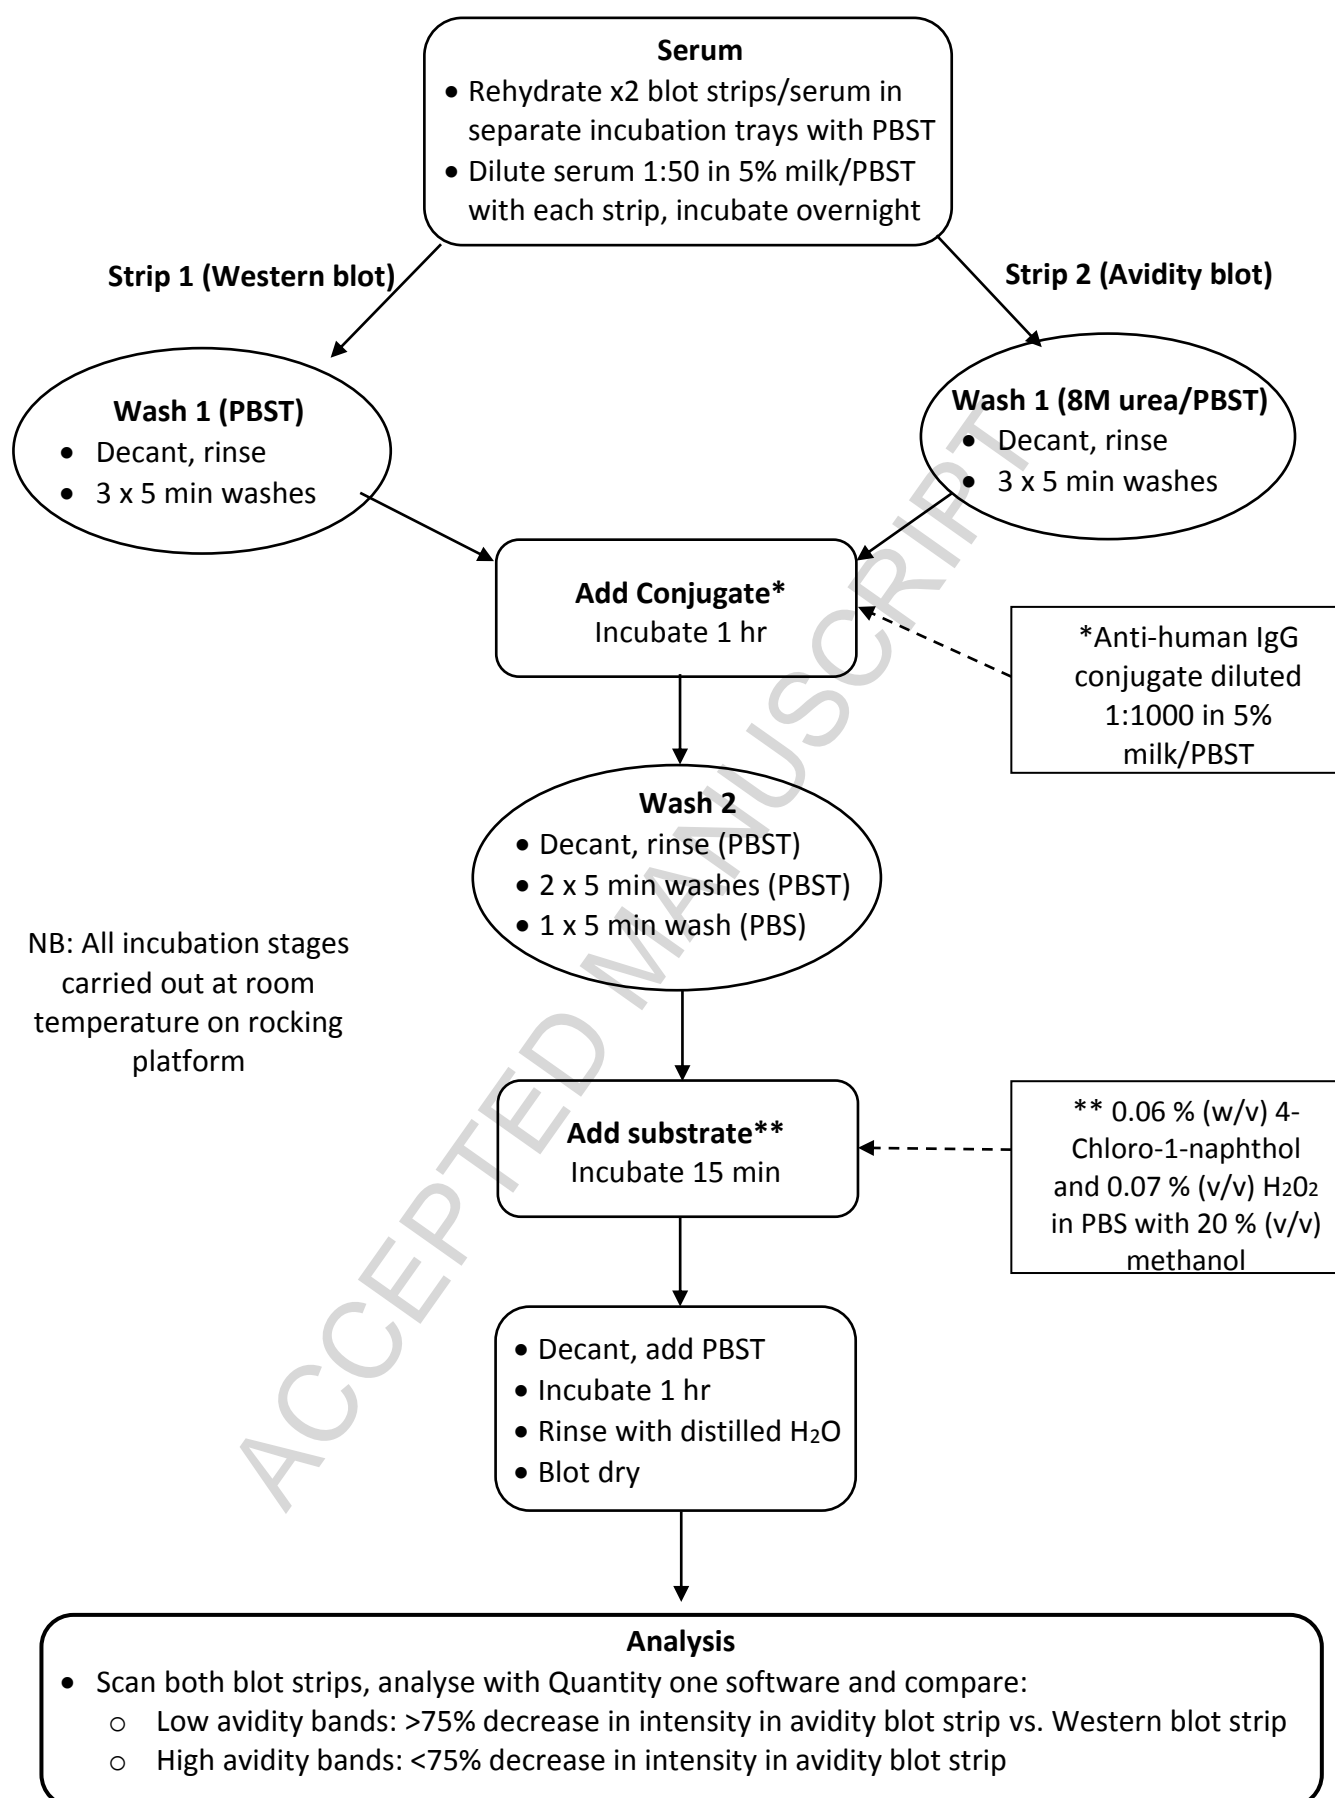 Serum
• Rehydrate x2 blot strips/serum in
separate incubation trays with PBST
• Dilute serum 1:50 in 5% milk/PBST
with each strip, incubate overnight
Strip 1 (Western blot)
Strip 2 (Avidity blot)
Wash 1 (PBST)
• Decant, rinse
• 3 x 5 min washes
Wash 1 (8M urea/PBST)
• Decant, rinse
• 3 x 5 min washes
Add Conjugate*
Incubate 1 hr
*Anti-human IgG
conjugate diluted
1:1000 in 5%
milk/PBST
Wash 2
• Decant, rinse (PBST)
• 2 x 5 min washes (PBST)
• 1 x 5 min wash (PBS)
NB: All incubation stages
carried out at room
temperature on rocking
platform
Add substrate**
Incubate 15 min
** 0.06 % (w/v) 4-
Chloro-1-naphthol
and 0.07 % (v/v) H202
in PBS with 20 % (v/v)
methanol
• Decant, add PBST
• Incubate 1 hr
• Rinse with distilled H₂O
• Blot dry
Analysis
• Scan both blot strips, analyse with Quantity one software and compare:
o Low avidity bands: >75% decrease in intensity in avidity blot strip vs. Western blot strip
o High avidity bands: <75% decrease in intensity in avidity blot strip
ACCEPTED MANUSCRIPT